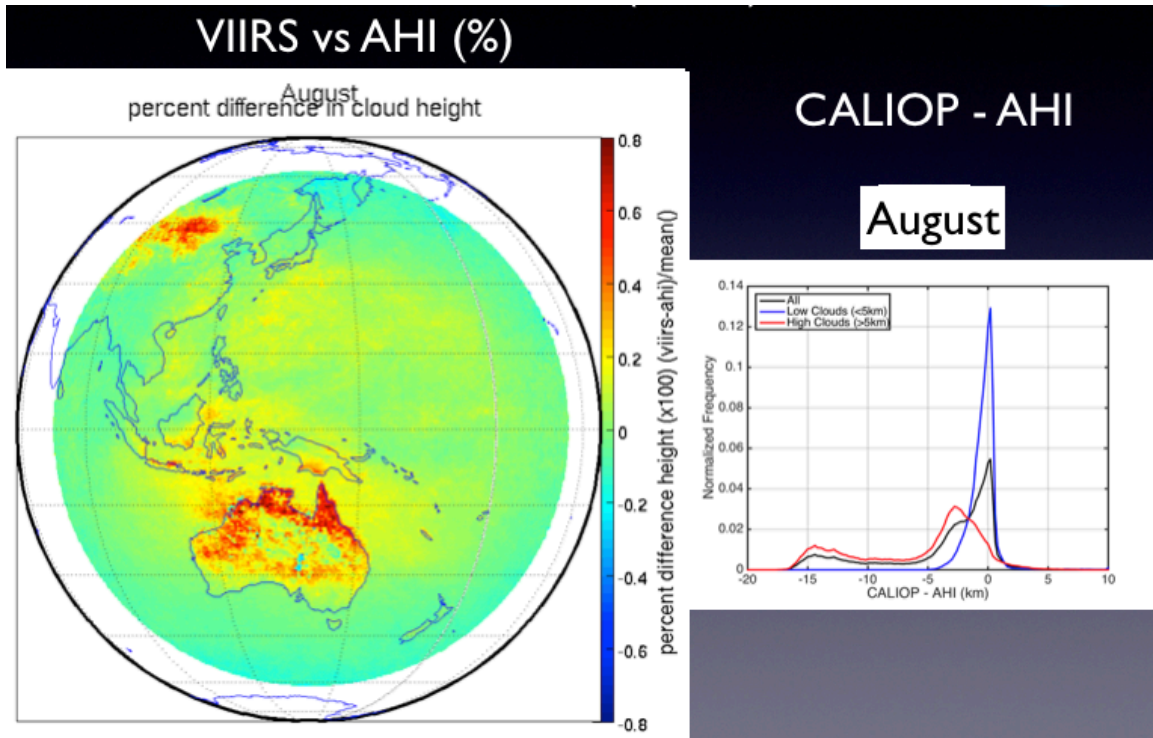 VIIRS vs AHI (%)
August
percent difference in cloud height
0.8
0.6
0.4
0.2
0
-0.2
-0.4
-0.6
-0.8
percent difference height (x100) (viirs-ahi)/mean()
CALIOP - AHI
August
0.14
0.12
0.1
0.08
0.06
0.04
0.02
0
Normalized Frequency
All
Low Clouds (<5km)
High Clouds (>5km)
-20 -15 -10 -5 0 5 10
CALIOP - AHI (km)